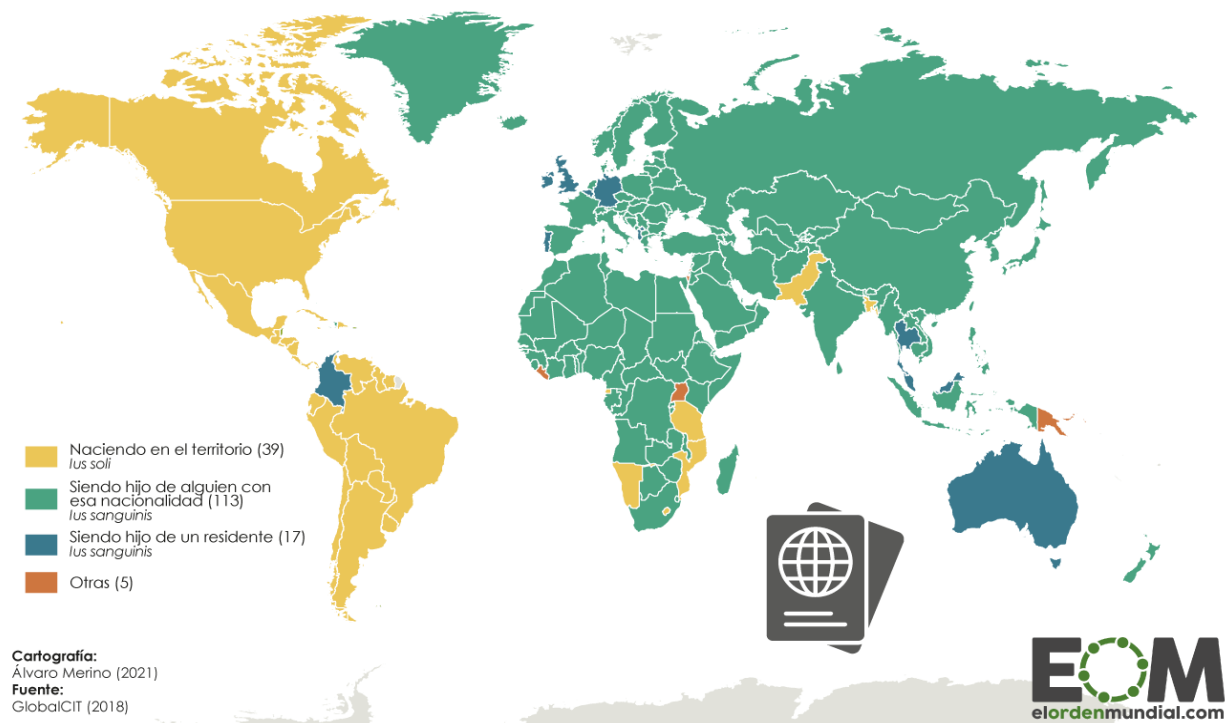 Naciendo en el territorio (39)
Ius soli
Siendo hijo de alguien con
esa nacionalidad (113)
Ius sanguinis
Siendo hijo de un residente (17)
Ius sanguinis
Otras (5)
Cartografía:
Álvaro Merino (2021)
Fuente:
GlobalCIT (2018)
EOM
elordenmundial.com